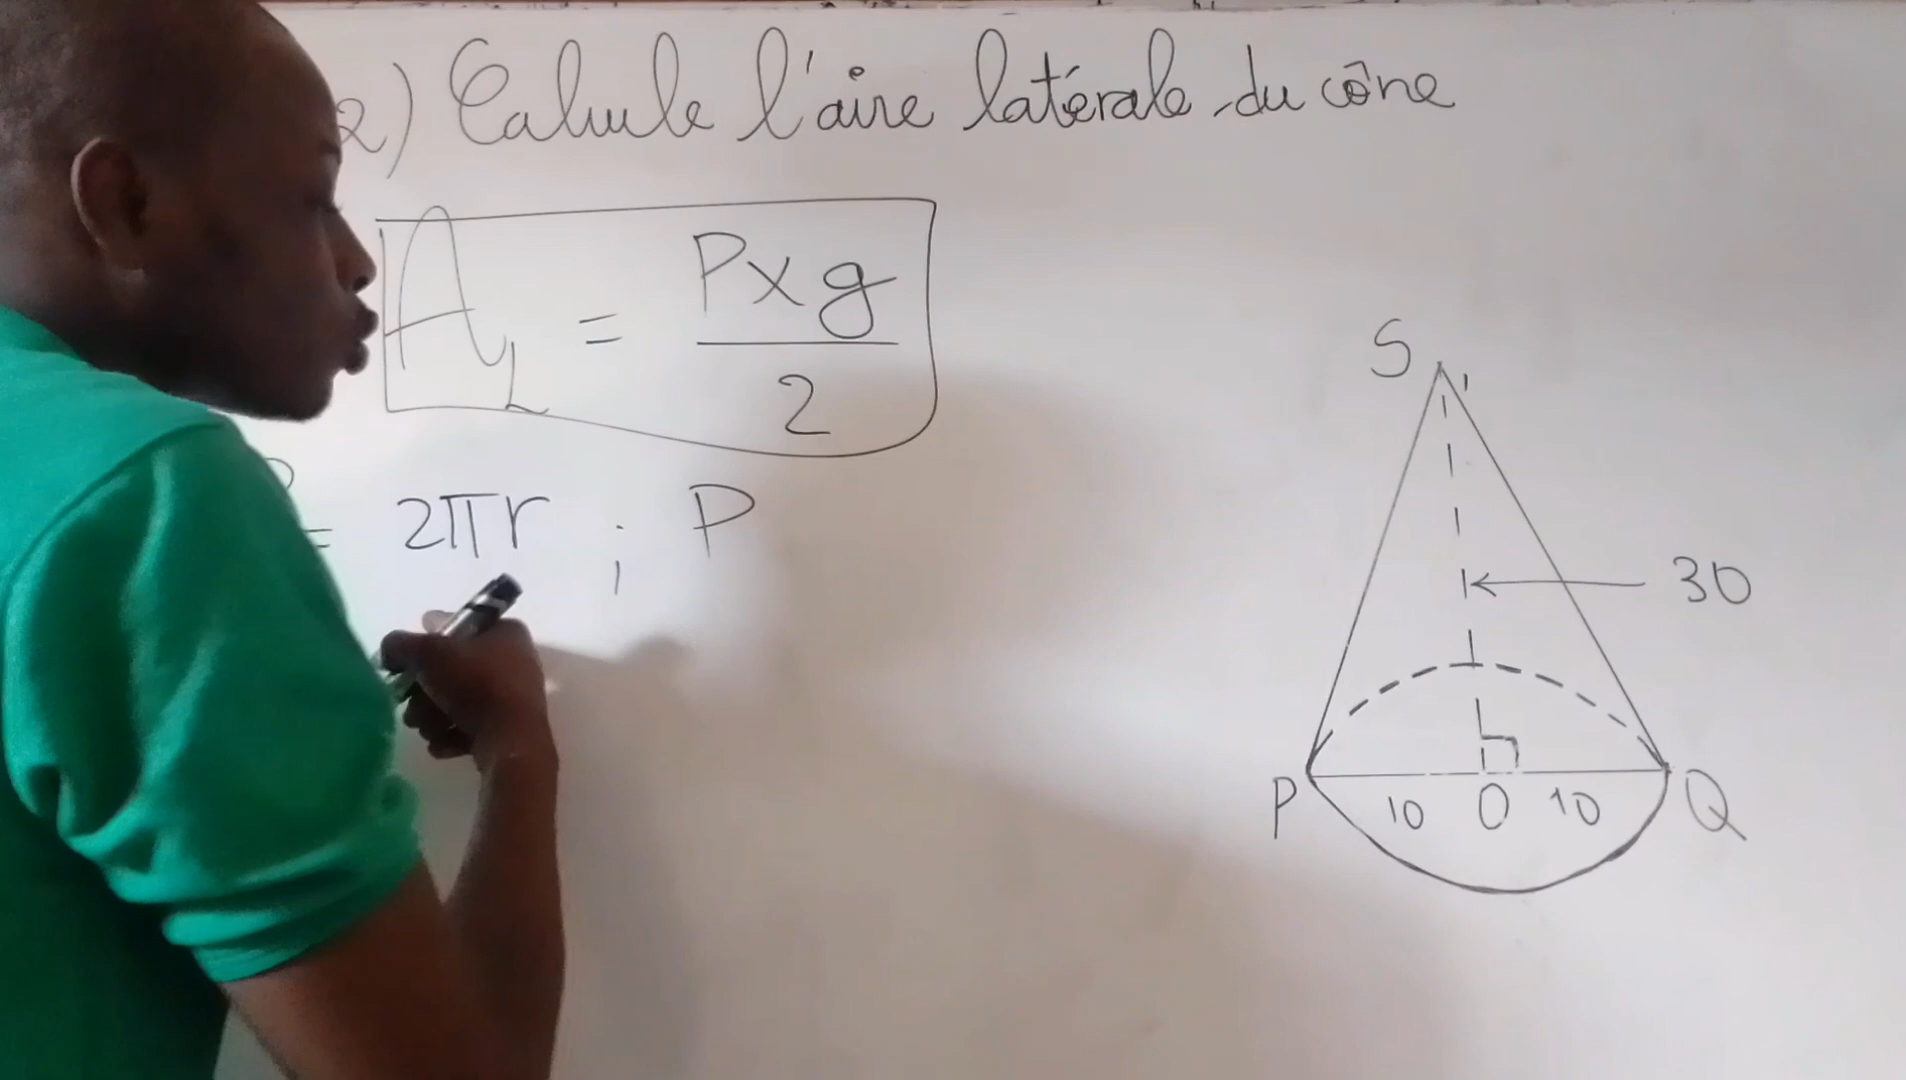 2) Calcule l'aire latérale du cône
A_L = P x g / 2
P = 2πr ; P
S
30
P 10 O 10 Q